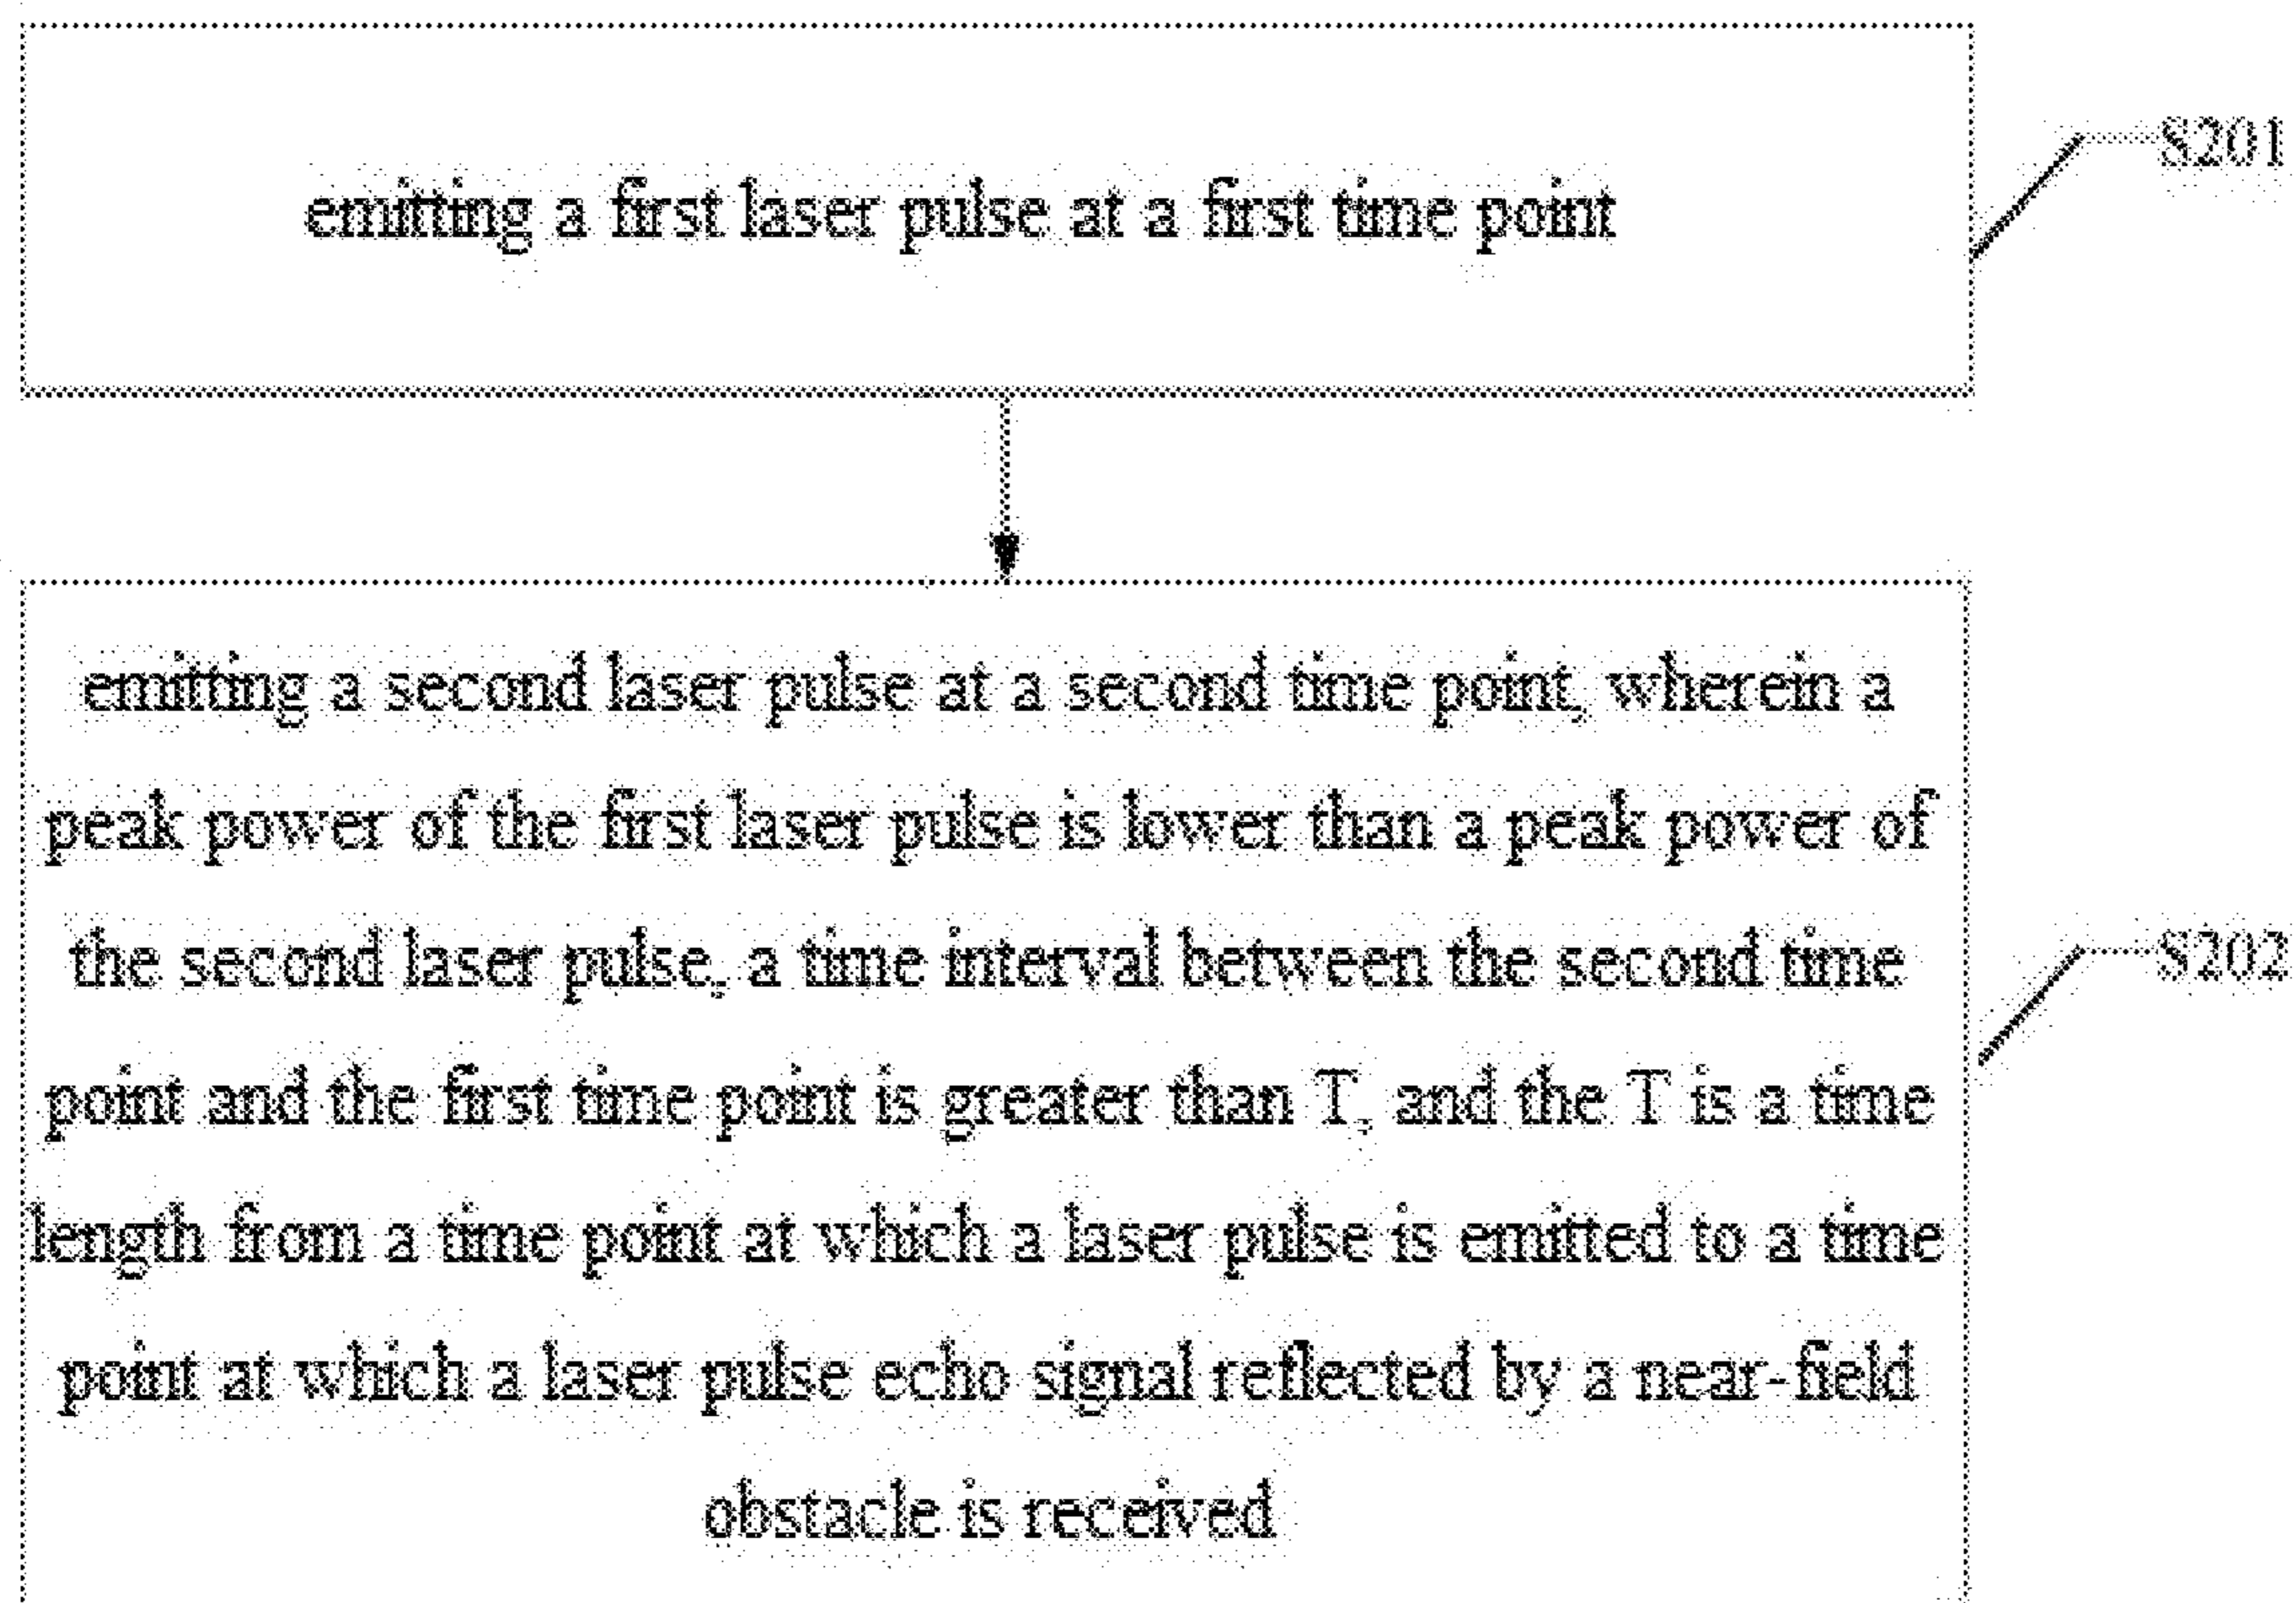 emitting a first laser pulse at a first time point
S201
emitting a second laser pulse at a second time point, wherein a
peak power of the first laser pulse is lower than a peak power of
the second laser pulse, a time interval between the second time
point and the first time point is greater than T, and the T is a time
length from a time point at which a laser pulse is emitted to a time
point at which a laser pulse echo signal reflected by a near-field
obstacle is received
S202